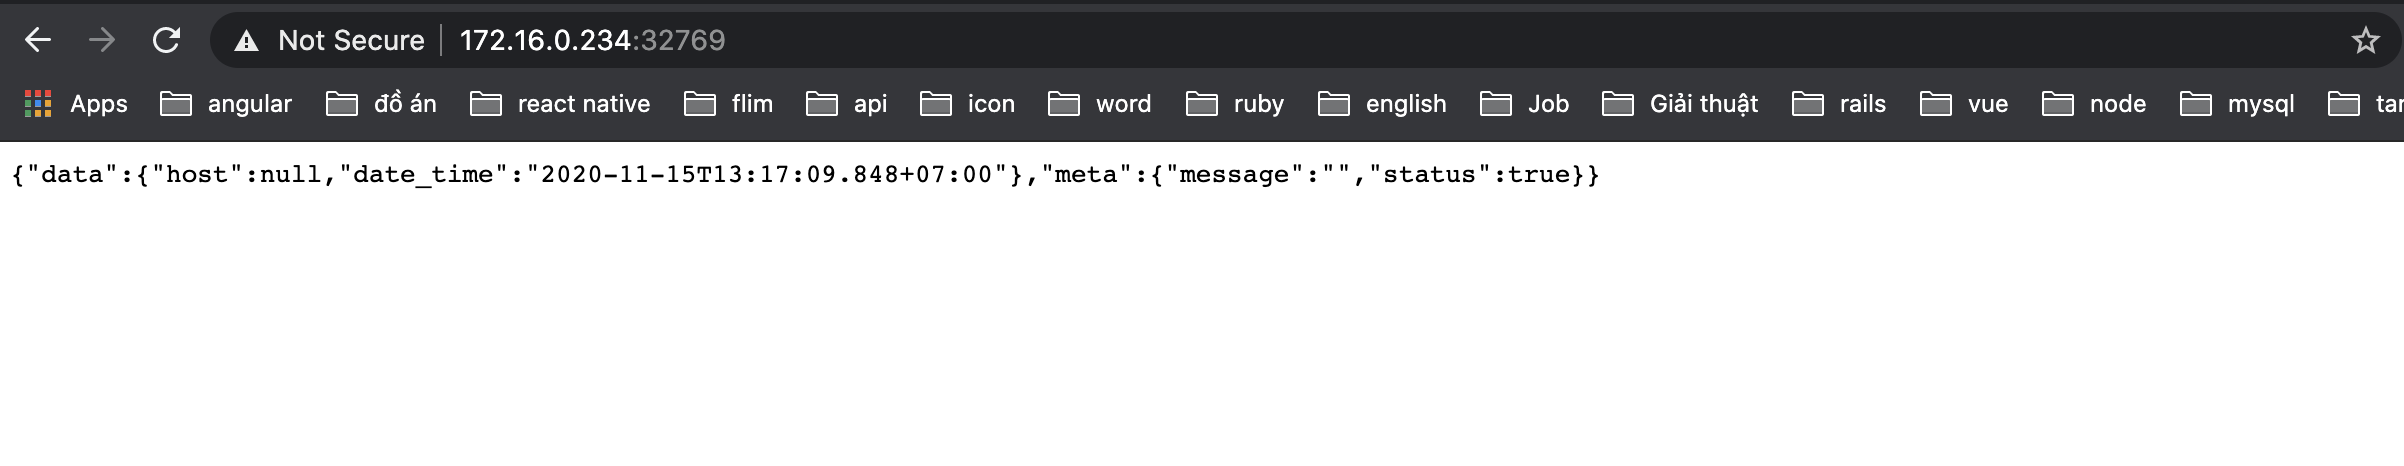 Not Secure 172.16.0.234:32769
Apps angular đồ án react native flim api icon word ruby english Job Giải thuật rails vue node mysql
{"data":{"host":null,"date_time":"2020-11-15T13:17:09.848+07:00"},"meta":{"message":"","status":true}}